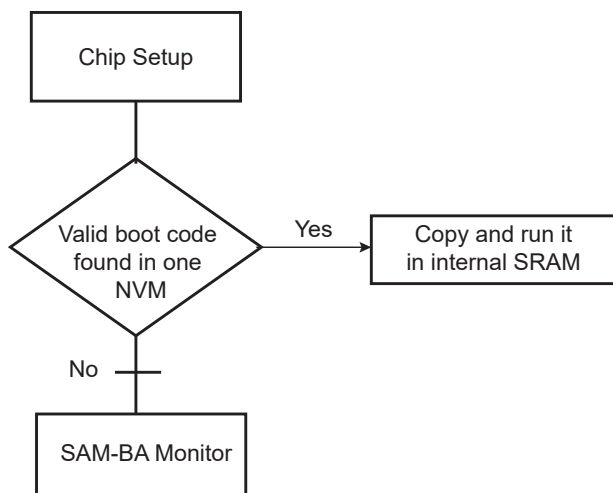 Chip Setup
Valid boot code
found in one
NVM
Yes
Copy and run it
in internal SRAM
No
SAM-BA Monitor